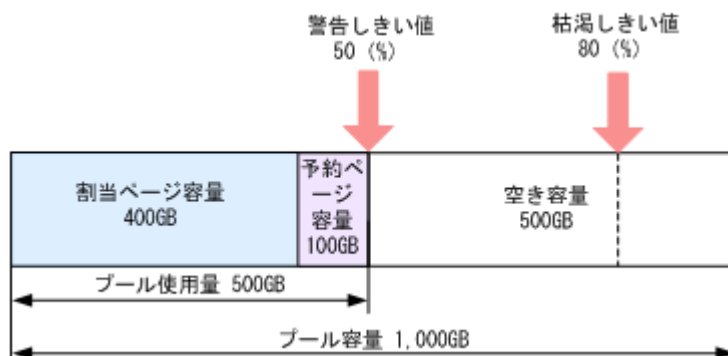 警告しきい値
50 (%)
枯渇しきい値
80 (%)
割当ページ容量
400GB
予約ペ
ージ
容量
100GB
空き容量
500GB
プール使用量 500GB
プール容量 1,000GB